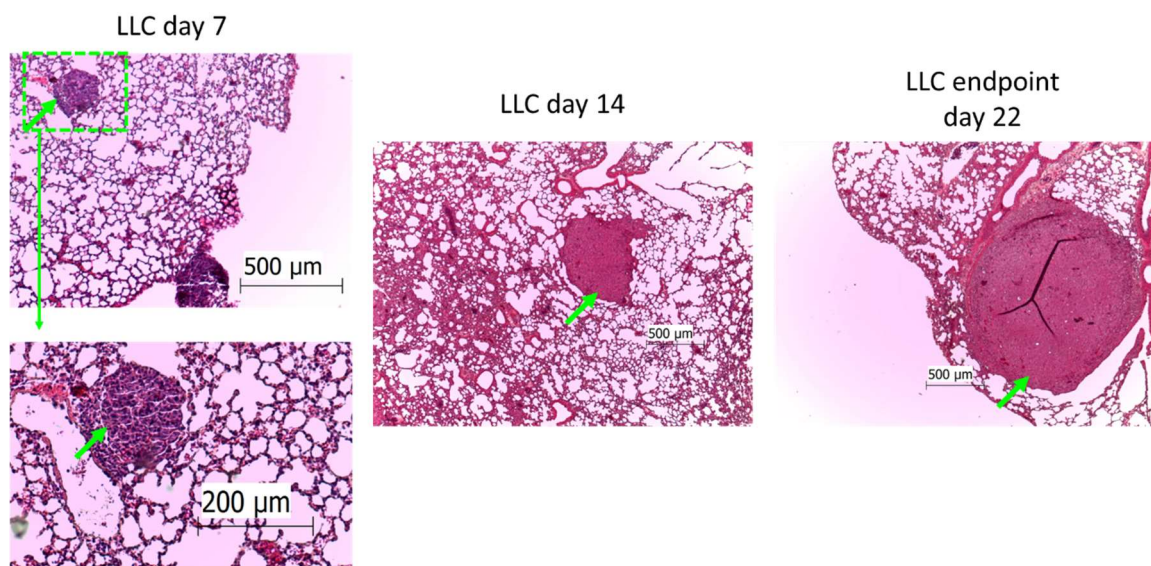 LLC day 7
500 µm
200 µm
LLC day 14
500 µm
LLC endpoint
day 22
500 µm